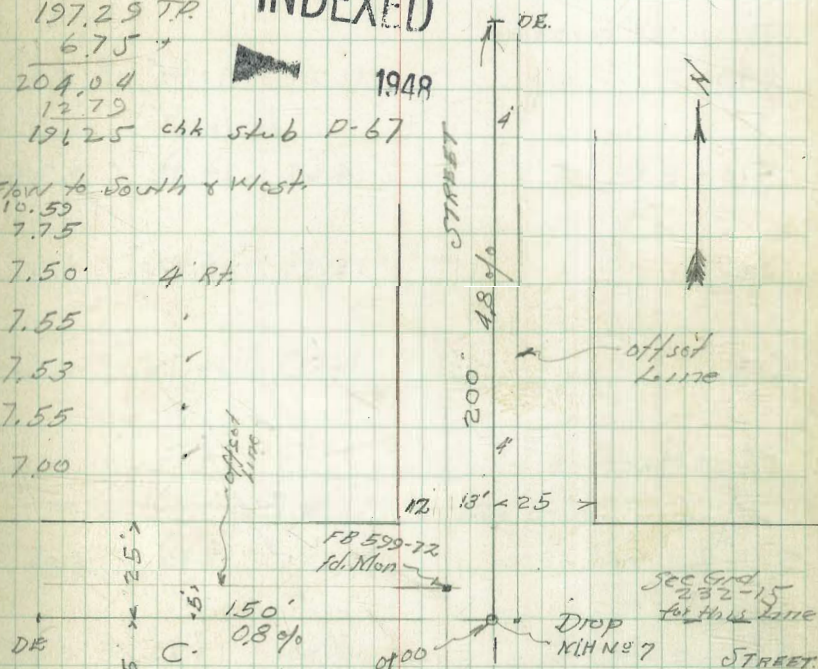 INDEXED
1948
197.29 T.P.
6.75 +
204.04
12.79
191.25 chk stub P-67
Flow to South & West.
10.59
7.75
7.50 4' Rt.
7.55
7.53
7.55
7.00
DE.
N
4'
STREET
200' 4.8%
offset
Line
4'
12 13' < 25 >
offset
Line
FB 599-72
fd. Mon
< 25' >
5'
150'
0.8%
DE
C.
0+00
Drop
MH No 7
See Grd
232-15
for this Line
STREET